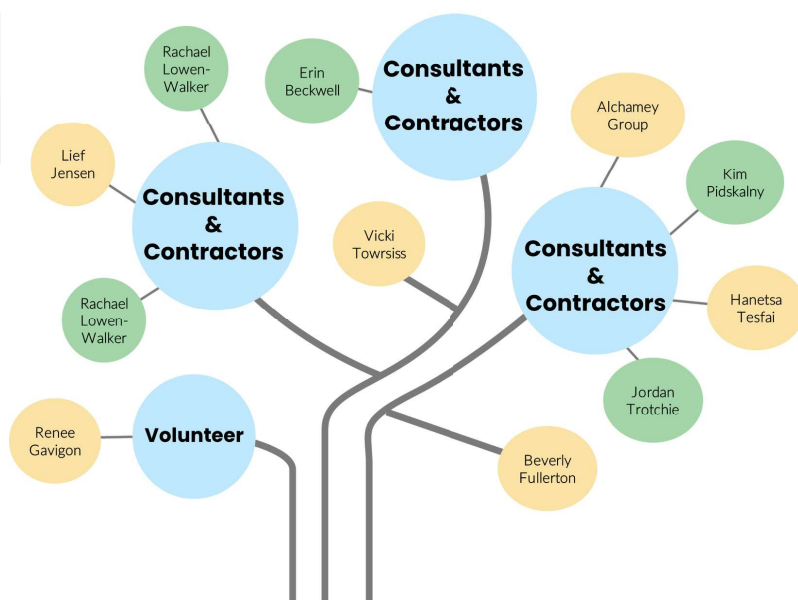 Rachael
Lowen-
Walker
Erin
Beckwell
Consultants
&
Contractors
Alchamey
Group
Lief
Jensen
Kim
Pidskalny
Consultants
&
Contractors
Vicki
Towrsiss
Consultants
&
Contractors
Hanetsa
Tesfai
Rachael
Lowen-
Walker
Jordan
Trotchie
Renee
Gavigon
Volunteer
Beverly
Fullerton